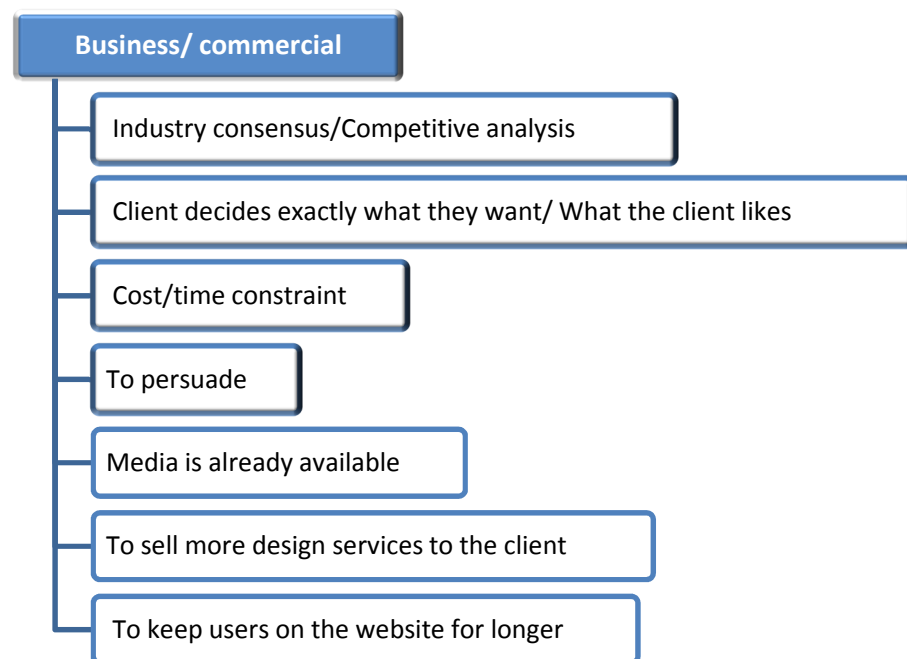 Business/ commercial
Industry consensus/Competitive analysis
Client decides exactly what they want/ What the client likes
Cost/time constraint
To persuade
Media is already available
To sell more design services to the client
To keep users on the website for longer